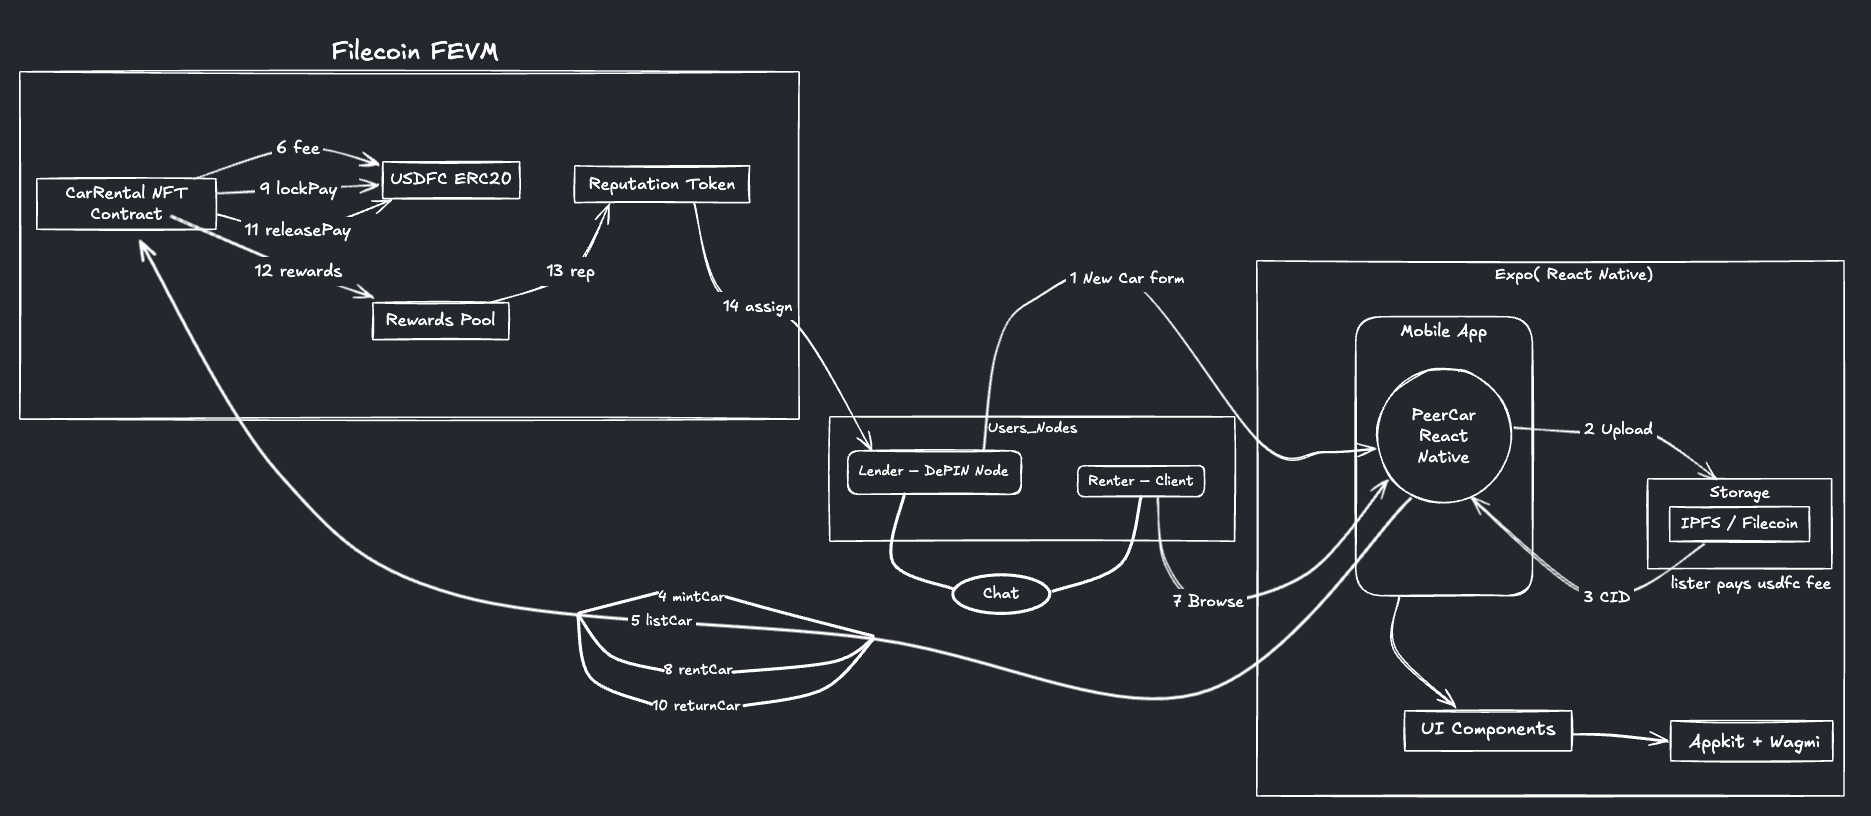 Filecoin FEVM
6 fee
9 lockPay
11 releasePay
12 rewards
CarRental NFT
Contract
USDFC ERC20
Reputation Token
13 rep
14 assign
Rewards Pool
1 New Car form
Users_Nodes
Lender – DePIN Node
Renter – Client
Chat
7 Browse
4 mintCar
5 listCar
8 rentCar
10 returnCar
Expo( React Native)
Mobile App
PeerCar
React
Native
2 Upload
Storage
IPFS / Filecoin
lister pays usdfc fee
3 CID
UI Components
Appkit + Wagmi